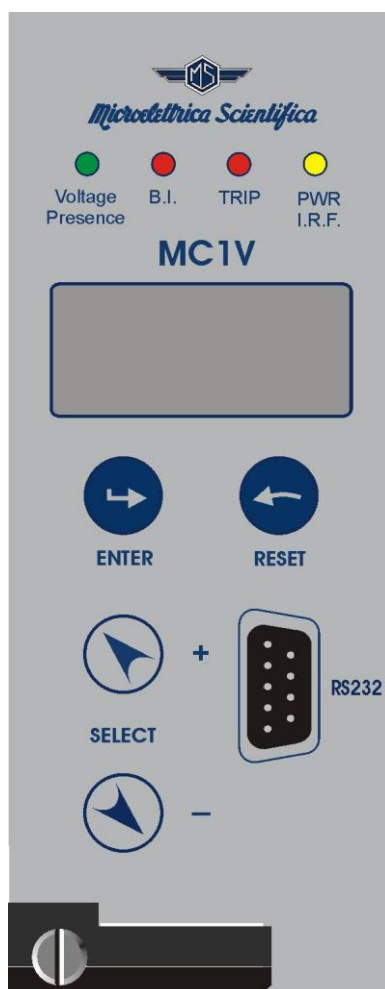 MS
Microelettrica Scientifica
Voltage Presence B.I. TRIP PWR I.R.F.
MC1V
ENTER RESET
+
RS232
SELECT
–